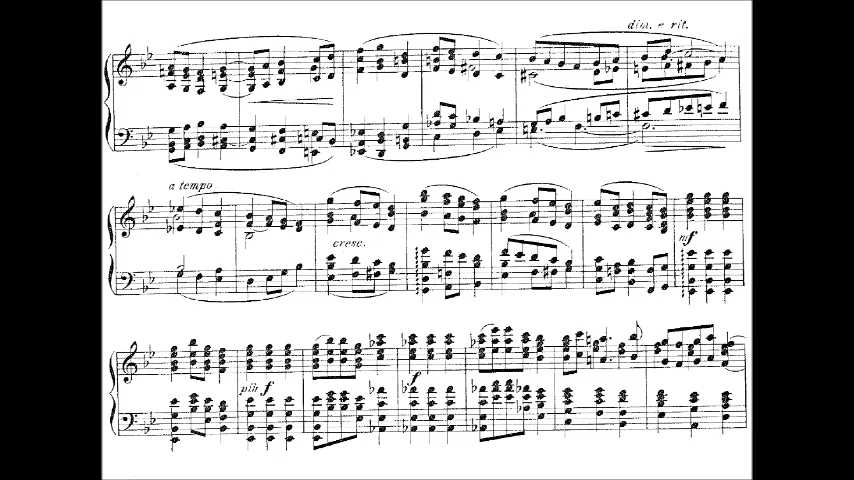 dim. e rit.
a tempo
cresc.
mf
più f
f